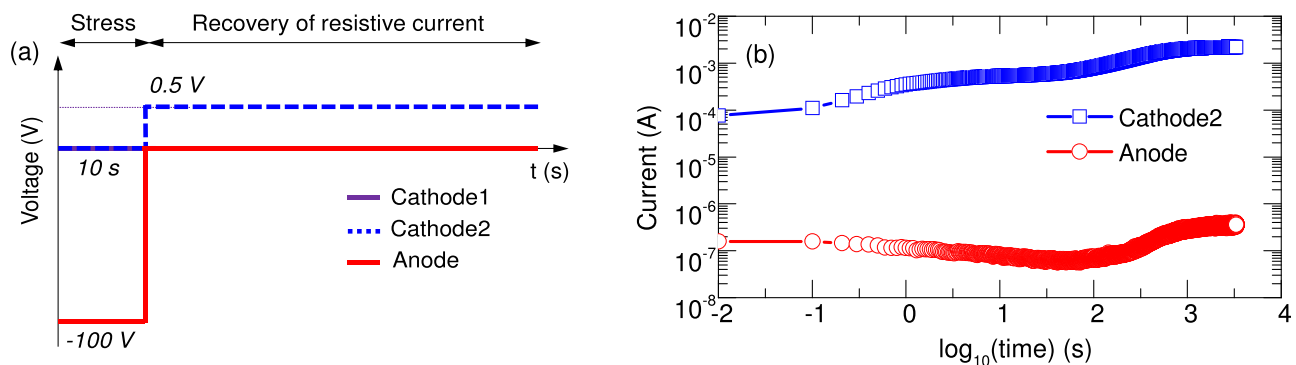 Stress
Recovery of resistive current
(a)
0.5 V
Voltage (V)
10 s
t (s)
Cathode1
Cathode2
Anode
-100 V
(b)
10⁻²
10⁻³
10⁻⁴
10⁻⁵
10⁻⁶
10⁻⁷
10⁻⁸
Current (A)
Cathode2
Anode
-2 -1 0 1 2 3 4
log₁₀(time) (s)